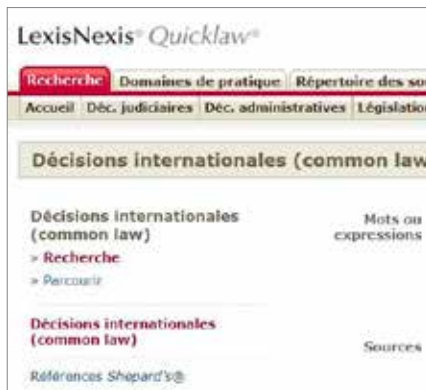 LexisNexis® Quicklaw®
Recherche Domaines de pratique Répertoire des sou
Accueil Déc. judiciaires Déc. administratives Législation
Décisions internationales (common law
Décisions internationales
(common law)
» Recherche
» Parcourir
Mots ou
expressions
Décisions internationales
(common law)
Sources
Références Shepard's®